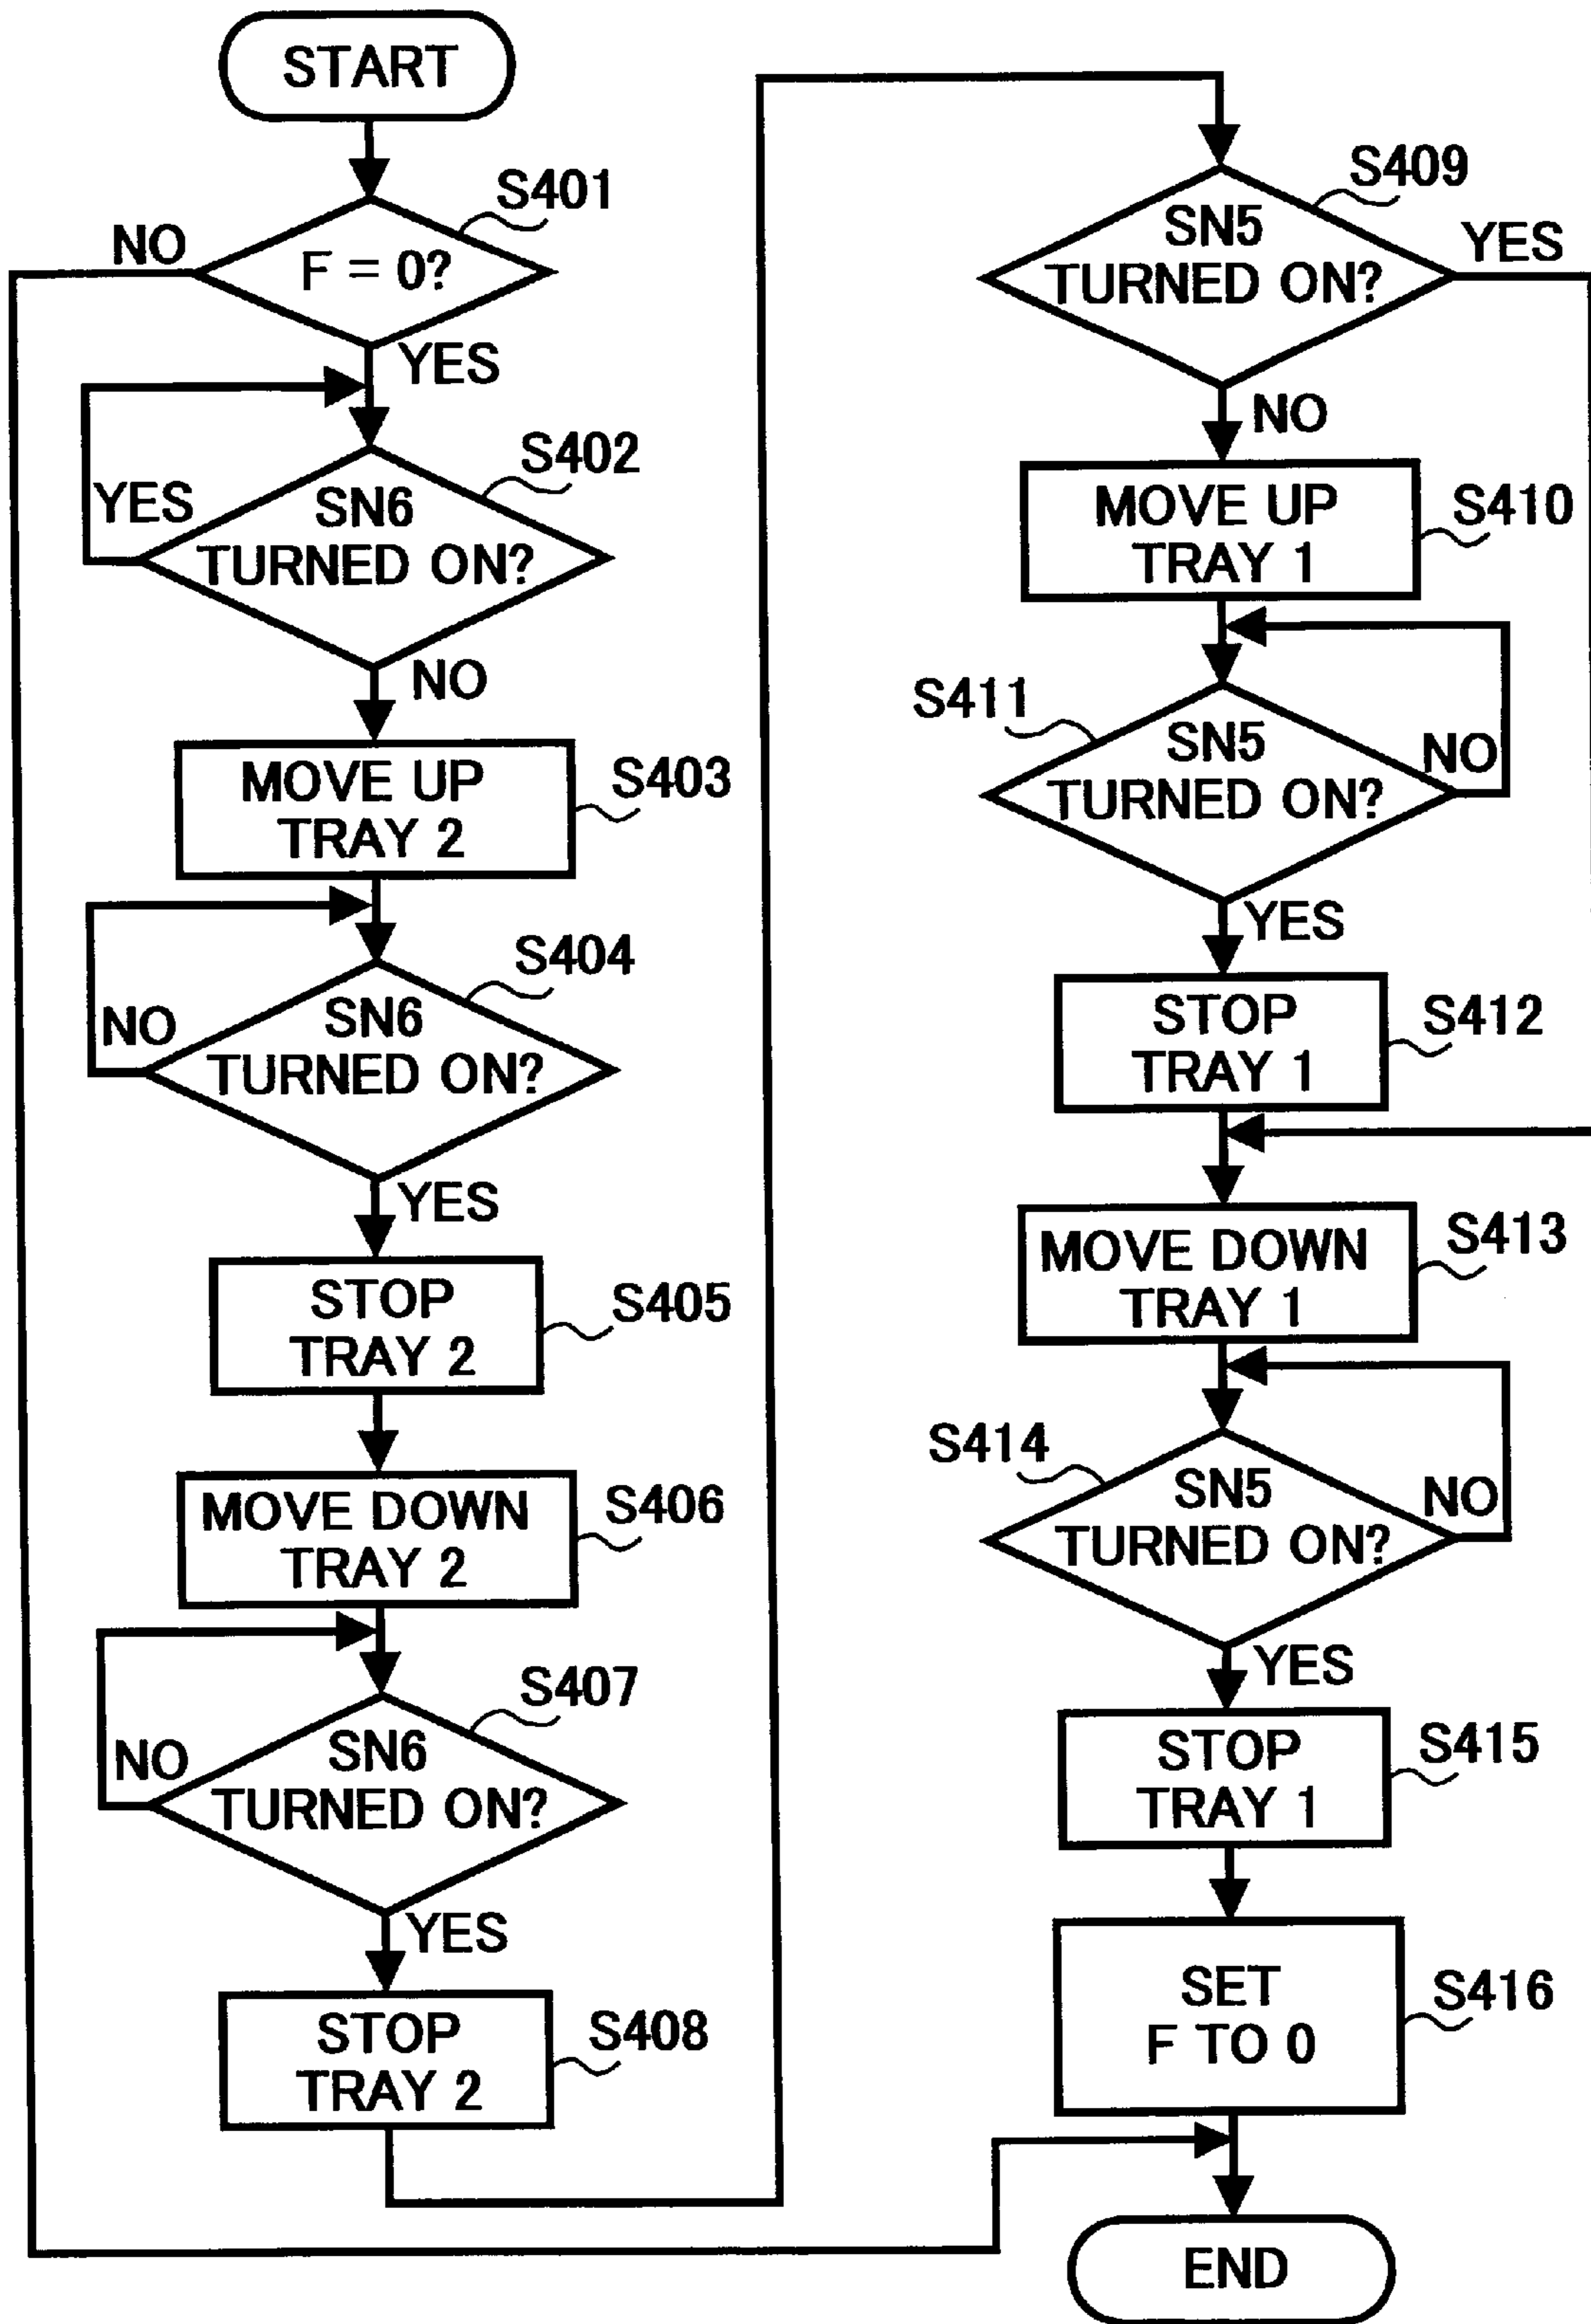 START
S401
NO
F = 0?
YES
S402
YES
SN6
TURNED ON?
NO
MOVE UP
TRAY 2
S403
S404
NO
SN6
TURNED ON?
YES
STOP
TRAY 2
S405
MOVE DOWN
TRAY 2
S406
S407
NO
SN6
TURNED ON?
YES
STOP
TRAY 2
S408
S409
SN5
TURNED ON?
YES
NO
MOVE UP
TRAY 1
S410
S411
SN5
TURNED ON?
NO
YES
STOP
TRAY 1
S412
MOVE DOWN
TRAY 1
S413
S414
SN5
TURNED ON?
NO
YES
STOP
TRAY 1
S415
SET
F TO 0
S416
END